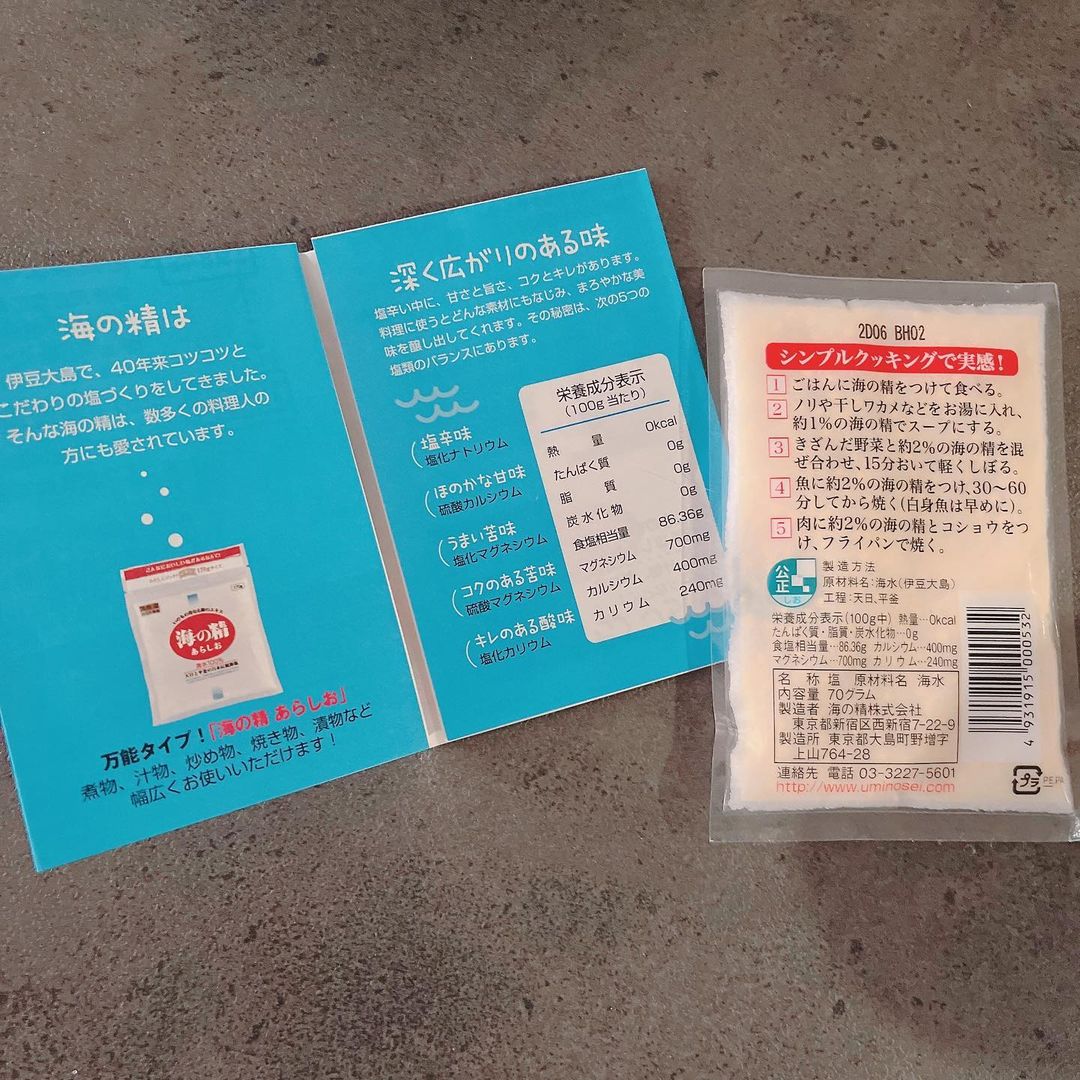 海の精は
伊豆大島で、40年来コツコツと
こだわりの塩づくりをしてきました。
そんな海の精は、数多くの料理人の
方にも愛されています。
海の精
あらしお
海水100%
万能タイプ！「海の精 あらしお」
煮物、汁物、炒め物、焼き物、漬物など
幅広くお使いいただけます！
深く広がりのある味
塩辛い中に、甘さと旨さ、コクとキレがあります。
料理に使うとどんな素材にもなじみ、まろやかな美
味を醸し出してくれます。その秘密は、次の5つの
塩類のバランスにあります。
塩辛味
塩化ナトリウム
ほのかな甘味
硫酸カルシウム
うまい苦味
塩化マグネシウム
コクのある苦味
硫酸マグネシウム
キレのある酸味
塩化カリウム
栄養成分表示
(100g当たり)
熱量 0kcal
たんぱく質 0g
脂質 0g
炭水化物 0g
食塩相当量 86.36g
マグネシウム 700mg
カルシウム 400mg
カリウム 240mg
2D06 BH02
シンプルクッキングで実感！
1 ごはんに海の精をつけて食べる。
2 ノリや干しワカメなどをお湯に入れ、
約1%の海の精でスープにする。
3 きざんだ野菜と約2%の海の精を混
ぜ合わせ、15分おいて軽くしぼる。
4 魚に約2%の海の精をつけ、30〜60
分してから焼く(白身魚は早めに)。
5 肉に約2%の海の精とコショウをつ
け、フライパンで焼く。
公正
しお
製造方法
原材料名:海水(伊豆大島)
工程:天日、平釜
栄養成分表示(100g中) 熱量…0kcal
たんぱく質・脂質・炭水化物…0g
食塩相当量…86.36g カルシウム…400mg
マグネシウム…700mg カリウム…240mg
名 称 塩 原材料名 海水
内容量 70グラム
製造者 海の精株式会社
東京都新宿区西新宿7-22-9
製造所 東京都大島町野増字
上山764-28
連絡先 電話 03-3227-5601
http://www.uminosei.com
4 931915 000532
プラ